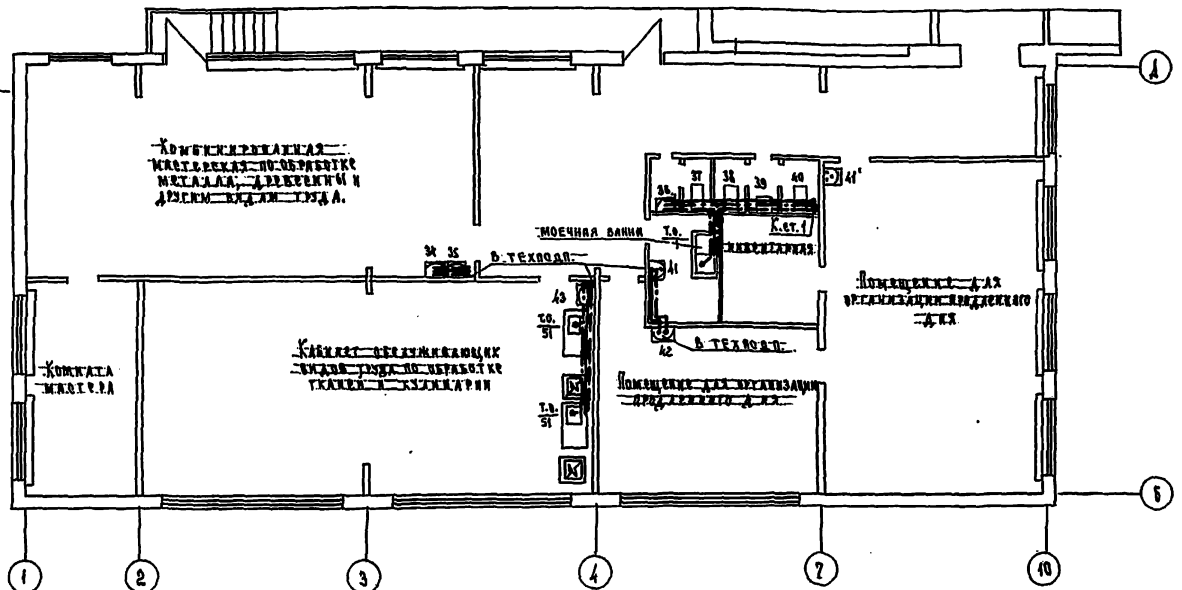 А
Комбинированная
мастерская по обработке
металла, древесины и
другим видам труда.
36
37
38
39
40
41'
К.ст.1
Моечная ванна
т.о.
Инвентарная
34 35
В техподп.
41
43
Помещение для
организации продленного
дня
т.о.
51
42
В техподп.
Кабинет обслуживающих
видов труда по обработке
ткани и кулинарии
Комната
мастера
Помещение для организации
продленного дня
т.о.
51
Б
1
2
3
4
7
10